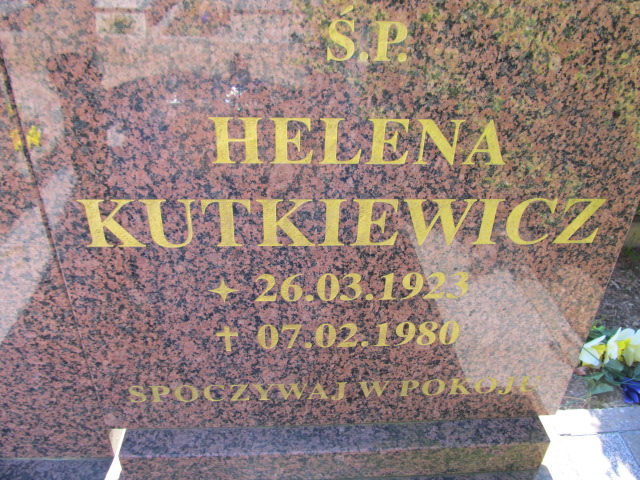 Ś.P.
HELENA
KUTKIEWICZ
✦ 26.03.1923
✝ 07.02.1980
SPOCZYWAJ W POKOJU